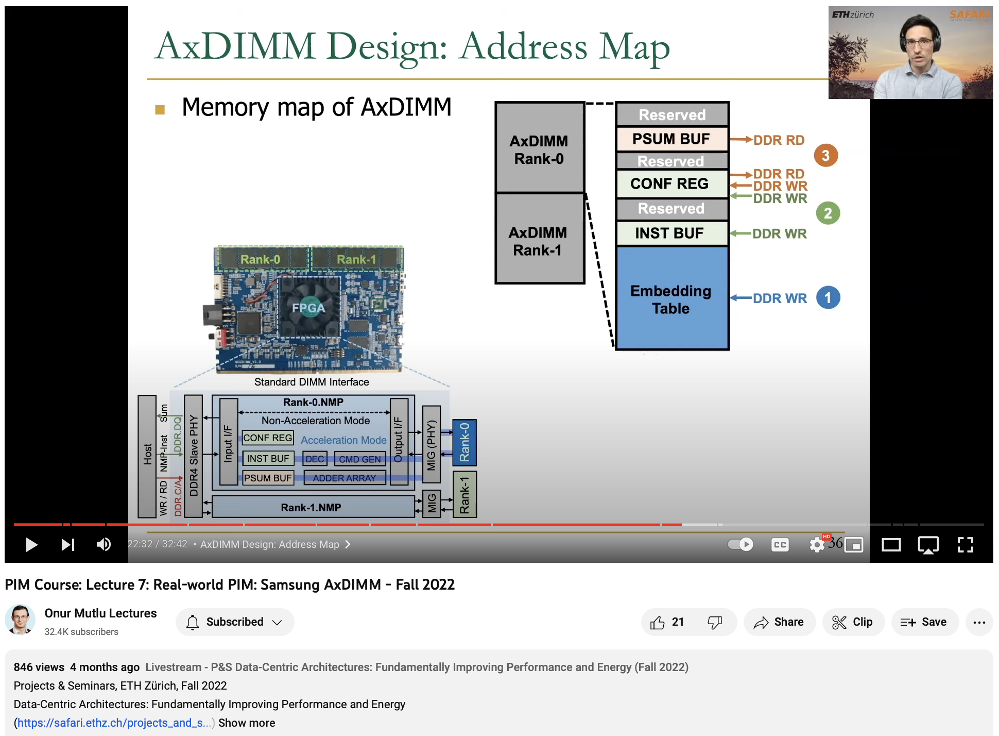 AxDIMM Design: Address Map
ETH zürich
SAFARI
Memory map of AxDIMM
AxDIMM
Rank-0
AxDIMM
Rank-1
Reserved
PSUM BUF
Reserved
CONF REG
Reserved
INST BUF
Embedding
Table
DDR RD
3
DDR RD
DDR WR
DDR WR
2
DDR WR
DDR WR
1
Rank-0
Rank-1
FPGA
Standard DIMM Interface
Host
Sum
NMP-Inst
WR / RD
DDR.DQ
DDR.C/A
DDR4 Slave PHY
Rank-0.NMP
Input I/F
Non-Acceleration Mode
CONF REG
Acceleration Mode
INST BUF
DEC
CMD GEN
PSUM BUF
ADDER ARRAY
Output I/F
MIG (PHY)
Rank-0
Rank-1.NMP
MIG
Rank-1
22:32 / 32:42 • AxDIMM Design: Address Map
CC
HD
36
PIM Course: Lecture 7: Real-world PIM: Samsung AxDIMM - Fall 2022
Onur Mutlu Lectures
32.4K subscribers
Subscribed
21
Share
Clip
Save
846 views 4 months ago Livestream - P&S Data-Centric Architectures: Fundamentally Improving Performance and Energy (Fall 2022)
Projects & Seminars, ETH Zürich, Fall 2022
Data-Centric Architectures: Fundamentally Improving Performance and Energy
(https://safari.ethz.ch/projects_and_s...) Show more